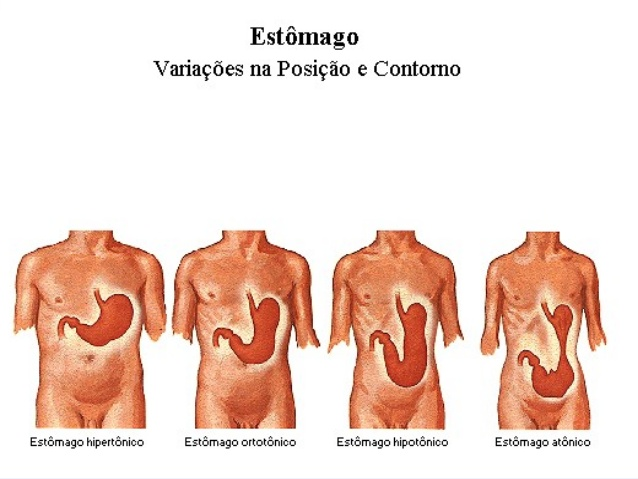 Estômago
Variações na Posição e Contorno
Estômago hipertônico
Estômago ortotônico
Estômago hipotônico
Estômago atônico